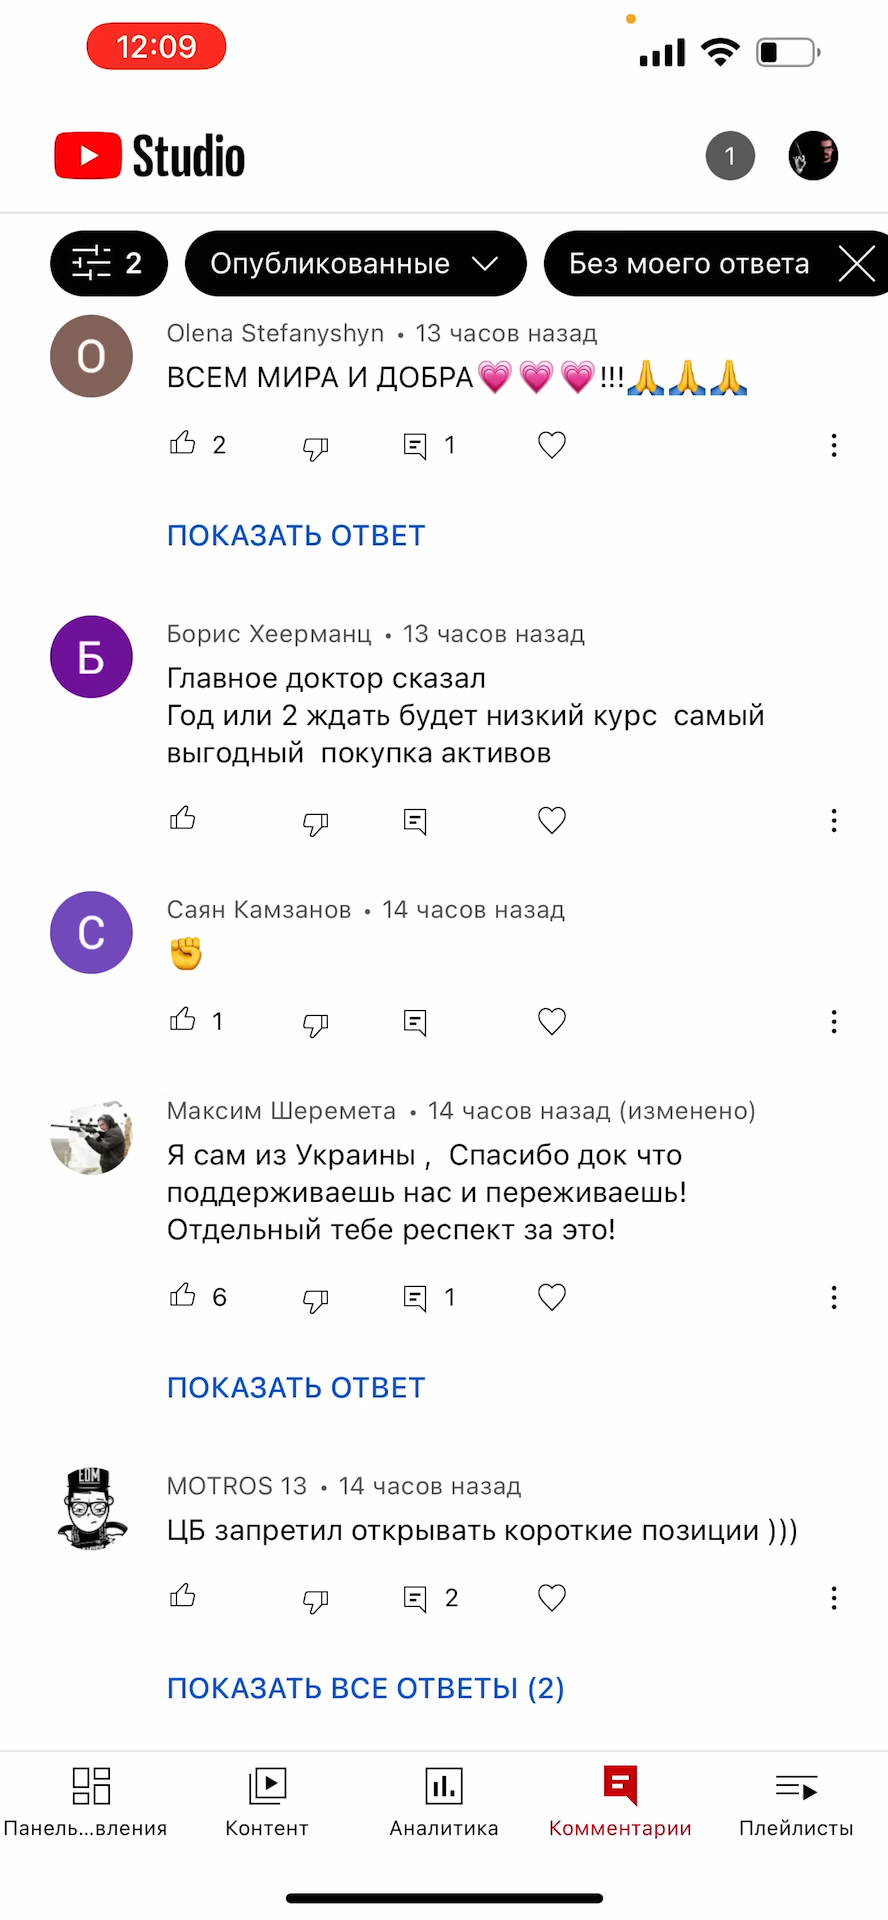 12:09
Studio
1
2
Опубликованные
Без моего ответа
O
Olena Stefanyshyn • 13 часов назад
ВСЕМ МИРА И ДОБРА💗💗💗!!!🙏🙏🙏
2
1
ПОКАЗАТЬ ОТВЕТ
Б
Борис Хеерманц • 13 часов назад
Главное доктор сказал
Год или 2 ждать будет низкий курс  самый
выгодный  покупка активов
С
Саян Камзанов • 14 часов назад
✊
1
Максим Шеремета • 14 часов назад (изменено)
Я сам из Украины ,  Спасибо док что
поддерживаешь нас и переживаешь!
Отдельный тебе респект за это!
6
1
ПОКАЗАТЬ ОТВЕТ
EDM
MOTROS 13 • 14 часов назад
ЦБ запретил открывать короткие позиции )))
2
ПОКАЗАТЬ ВСЕ ОТВЕТЫ (2)
Панель...вления
Контент
Аналитика
Комментарии
Плейлисты